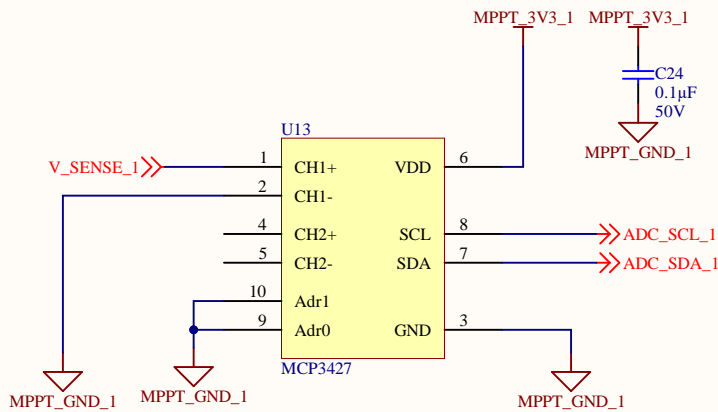 MPPT_3V3_1
MPPT_3V3_1
C24
0.1µF
50V
MPPT_GND_1
U13
V_SENSE_1
1
CH1+
VDD
6
2
CH1-
4
CH2+
SCL
8
ADC_SCL_1
5
CH2-
SDA
7
ADC_SDA_1
10
Adr1
9
Adr0
GND
3
MCP3427
MPPT_GND_1
MPPT_GND_1
MPPT_GND_1